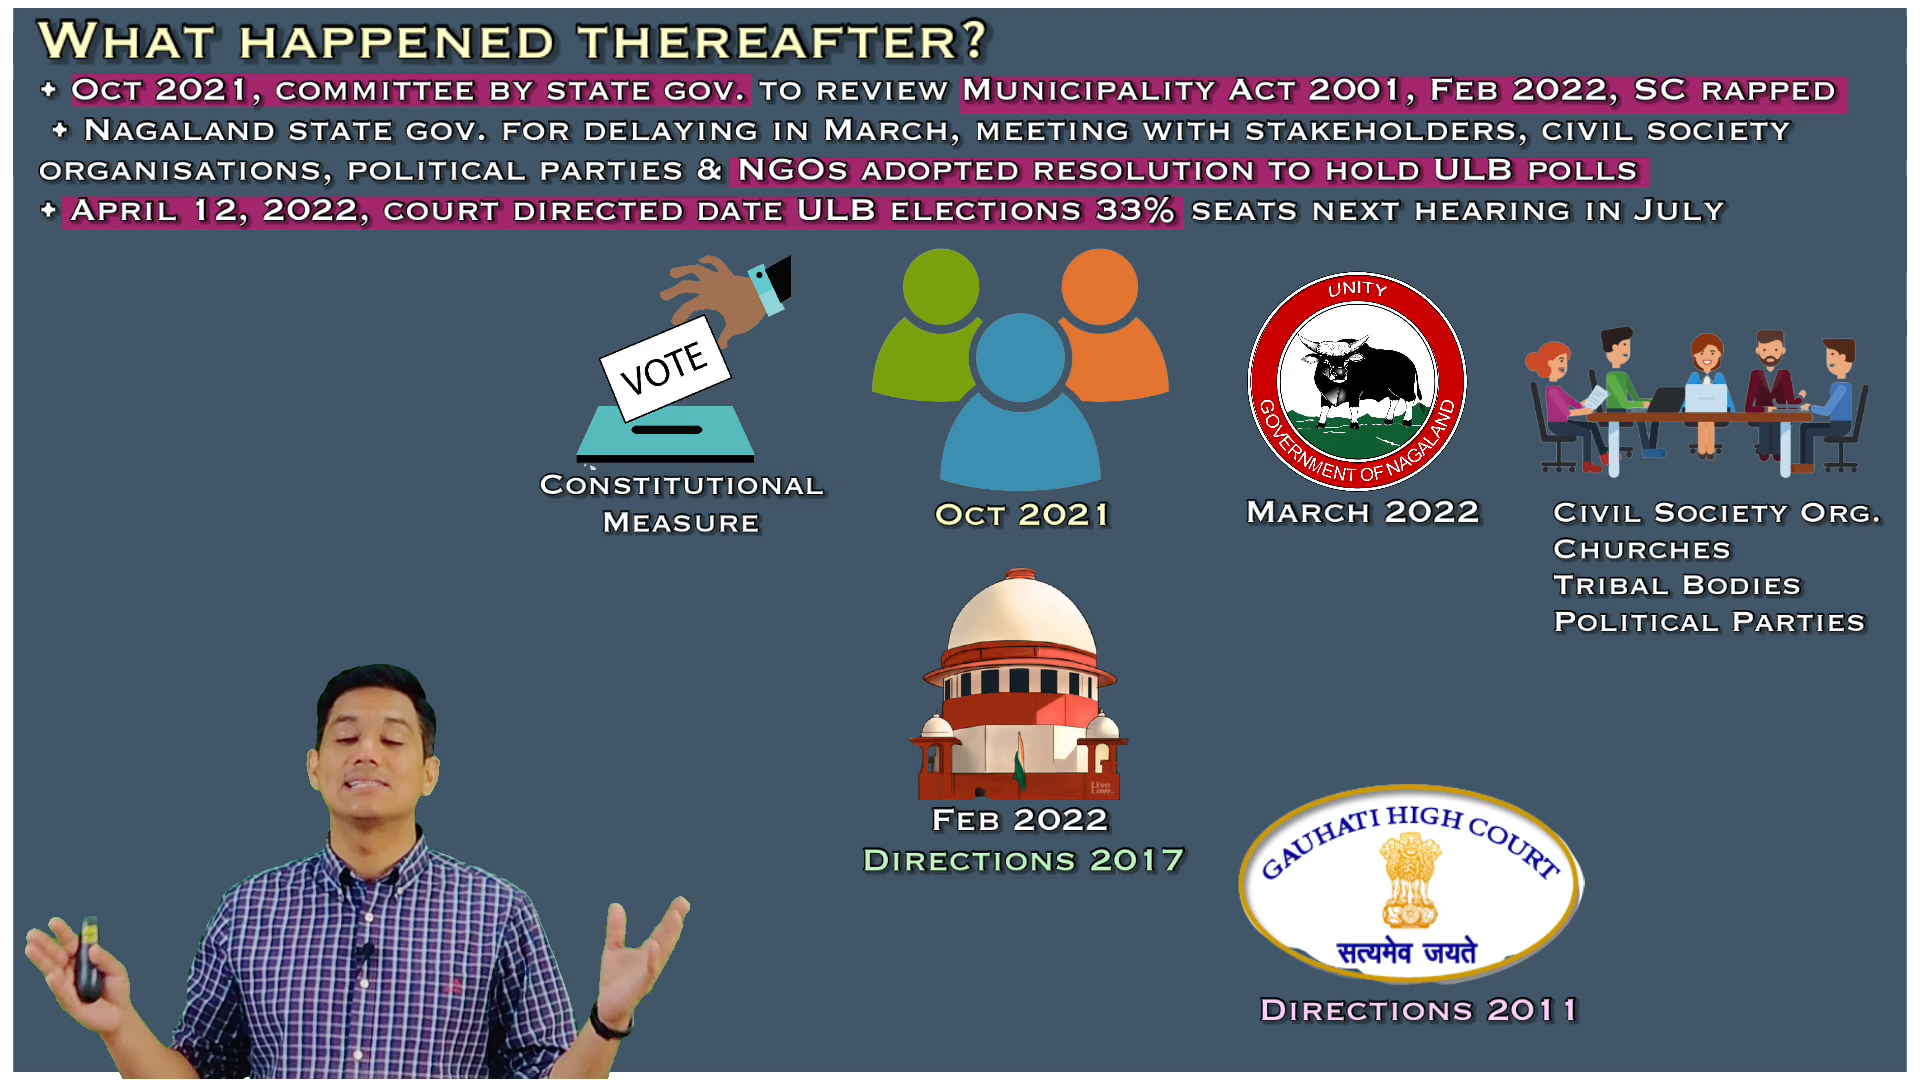 What happened thereafter?
+ Oct 2021, committee by state gov. to review Municipality Act 2001, Feb 2022, SC rapped
+ Nagaland state gov. for delaying in March, meeting with stakeholders, civil society
organisations, political parties & NGOs adopted resolution to hold ULB polls
+ April 12, 2022, court directed date ULB elections 33% seats next hearing in July
VOTE
Constitutional
Measure
Oct 2021
UNITY
GOVERNMENT OF NAGALAND
March 2022
Civil Society Org.
Churches
Tribal Bodies
Political Parties
Live
Law
Feb 2022
Directions 2017
GAUHATI HIGH COURT
सत्यमेव जयते
Directions 2011